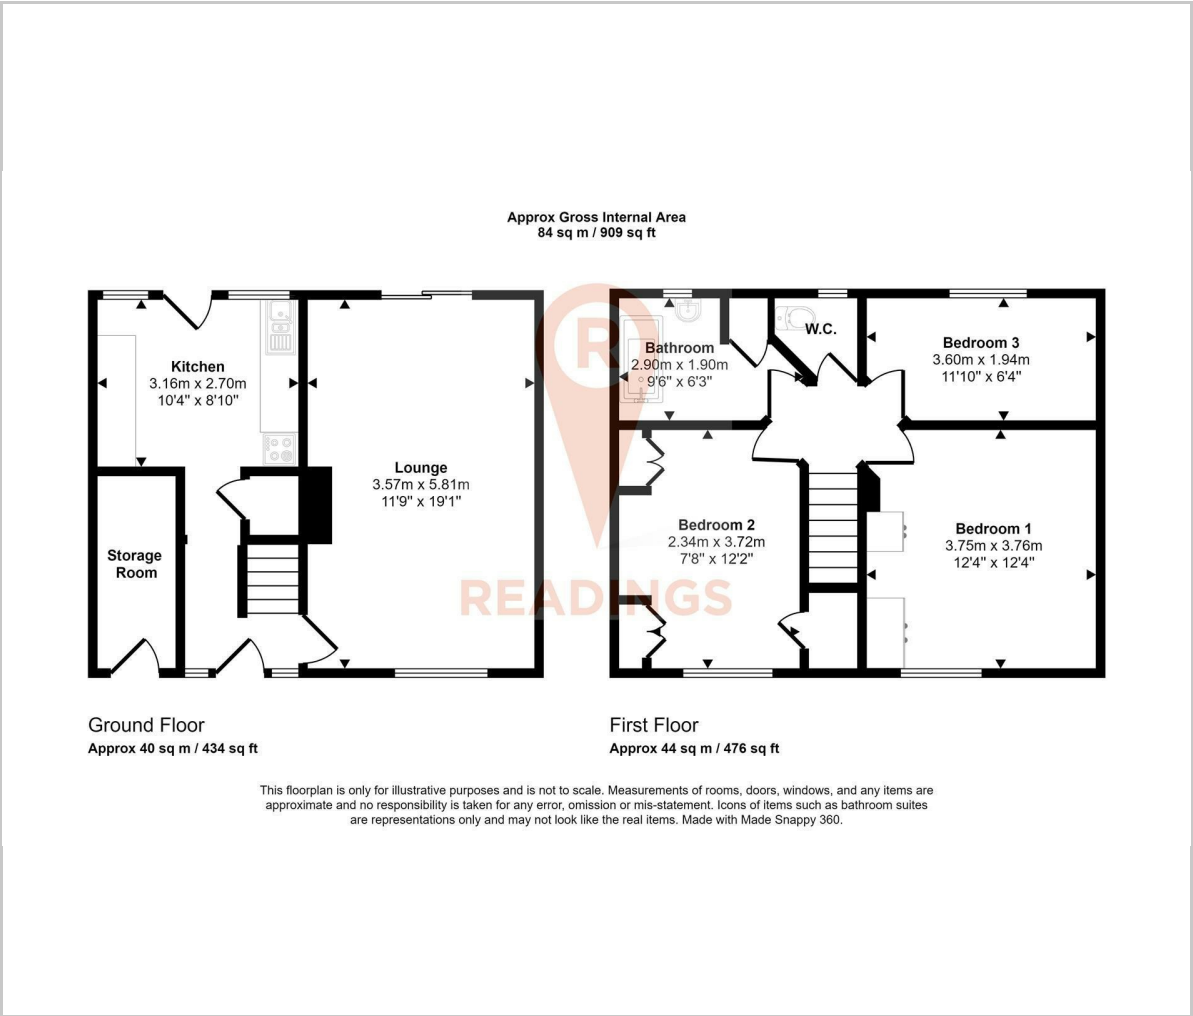 Approx Gross Internal Area
84 sq m / 909 sq ft
Kitchen
3.16m x 2.70m
10'4" x 8'10"
Lounge
3.57m x 5.81m
11'9" x 19'1"
Storage
Room
R
READINGS
Bathroom
2.90m x 1.90m
9'6" x 6'3"
W.C.
Bedroom 3
3.60m x 1.94m
11'10" x 6'4"
Bedroom 2
2.34m x 3.72m
7'8" x 12'2"
Bedroom 1
3.75m x 3.76m
12'4" x 12'4"
Ground Floor
Approx 40 sq m / 434 sq ft
First Floor
Approx 44 sq m / 476 sq ft
This floorplan is only for illustrative purposes and is not to scale. Measurements of rooms, doors, windows, and any items are
approximate and no responsibility is taken for any error, omission or mis-statement. Icons of items such as bathroom suites
are representations only and may not look like the real items. Made with Made Snappy 360.